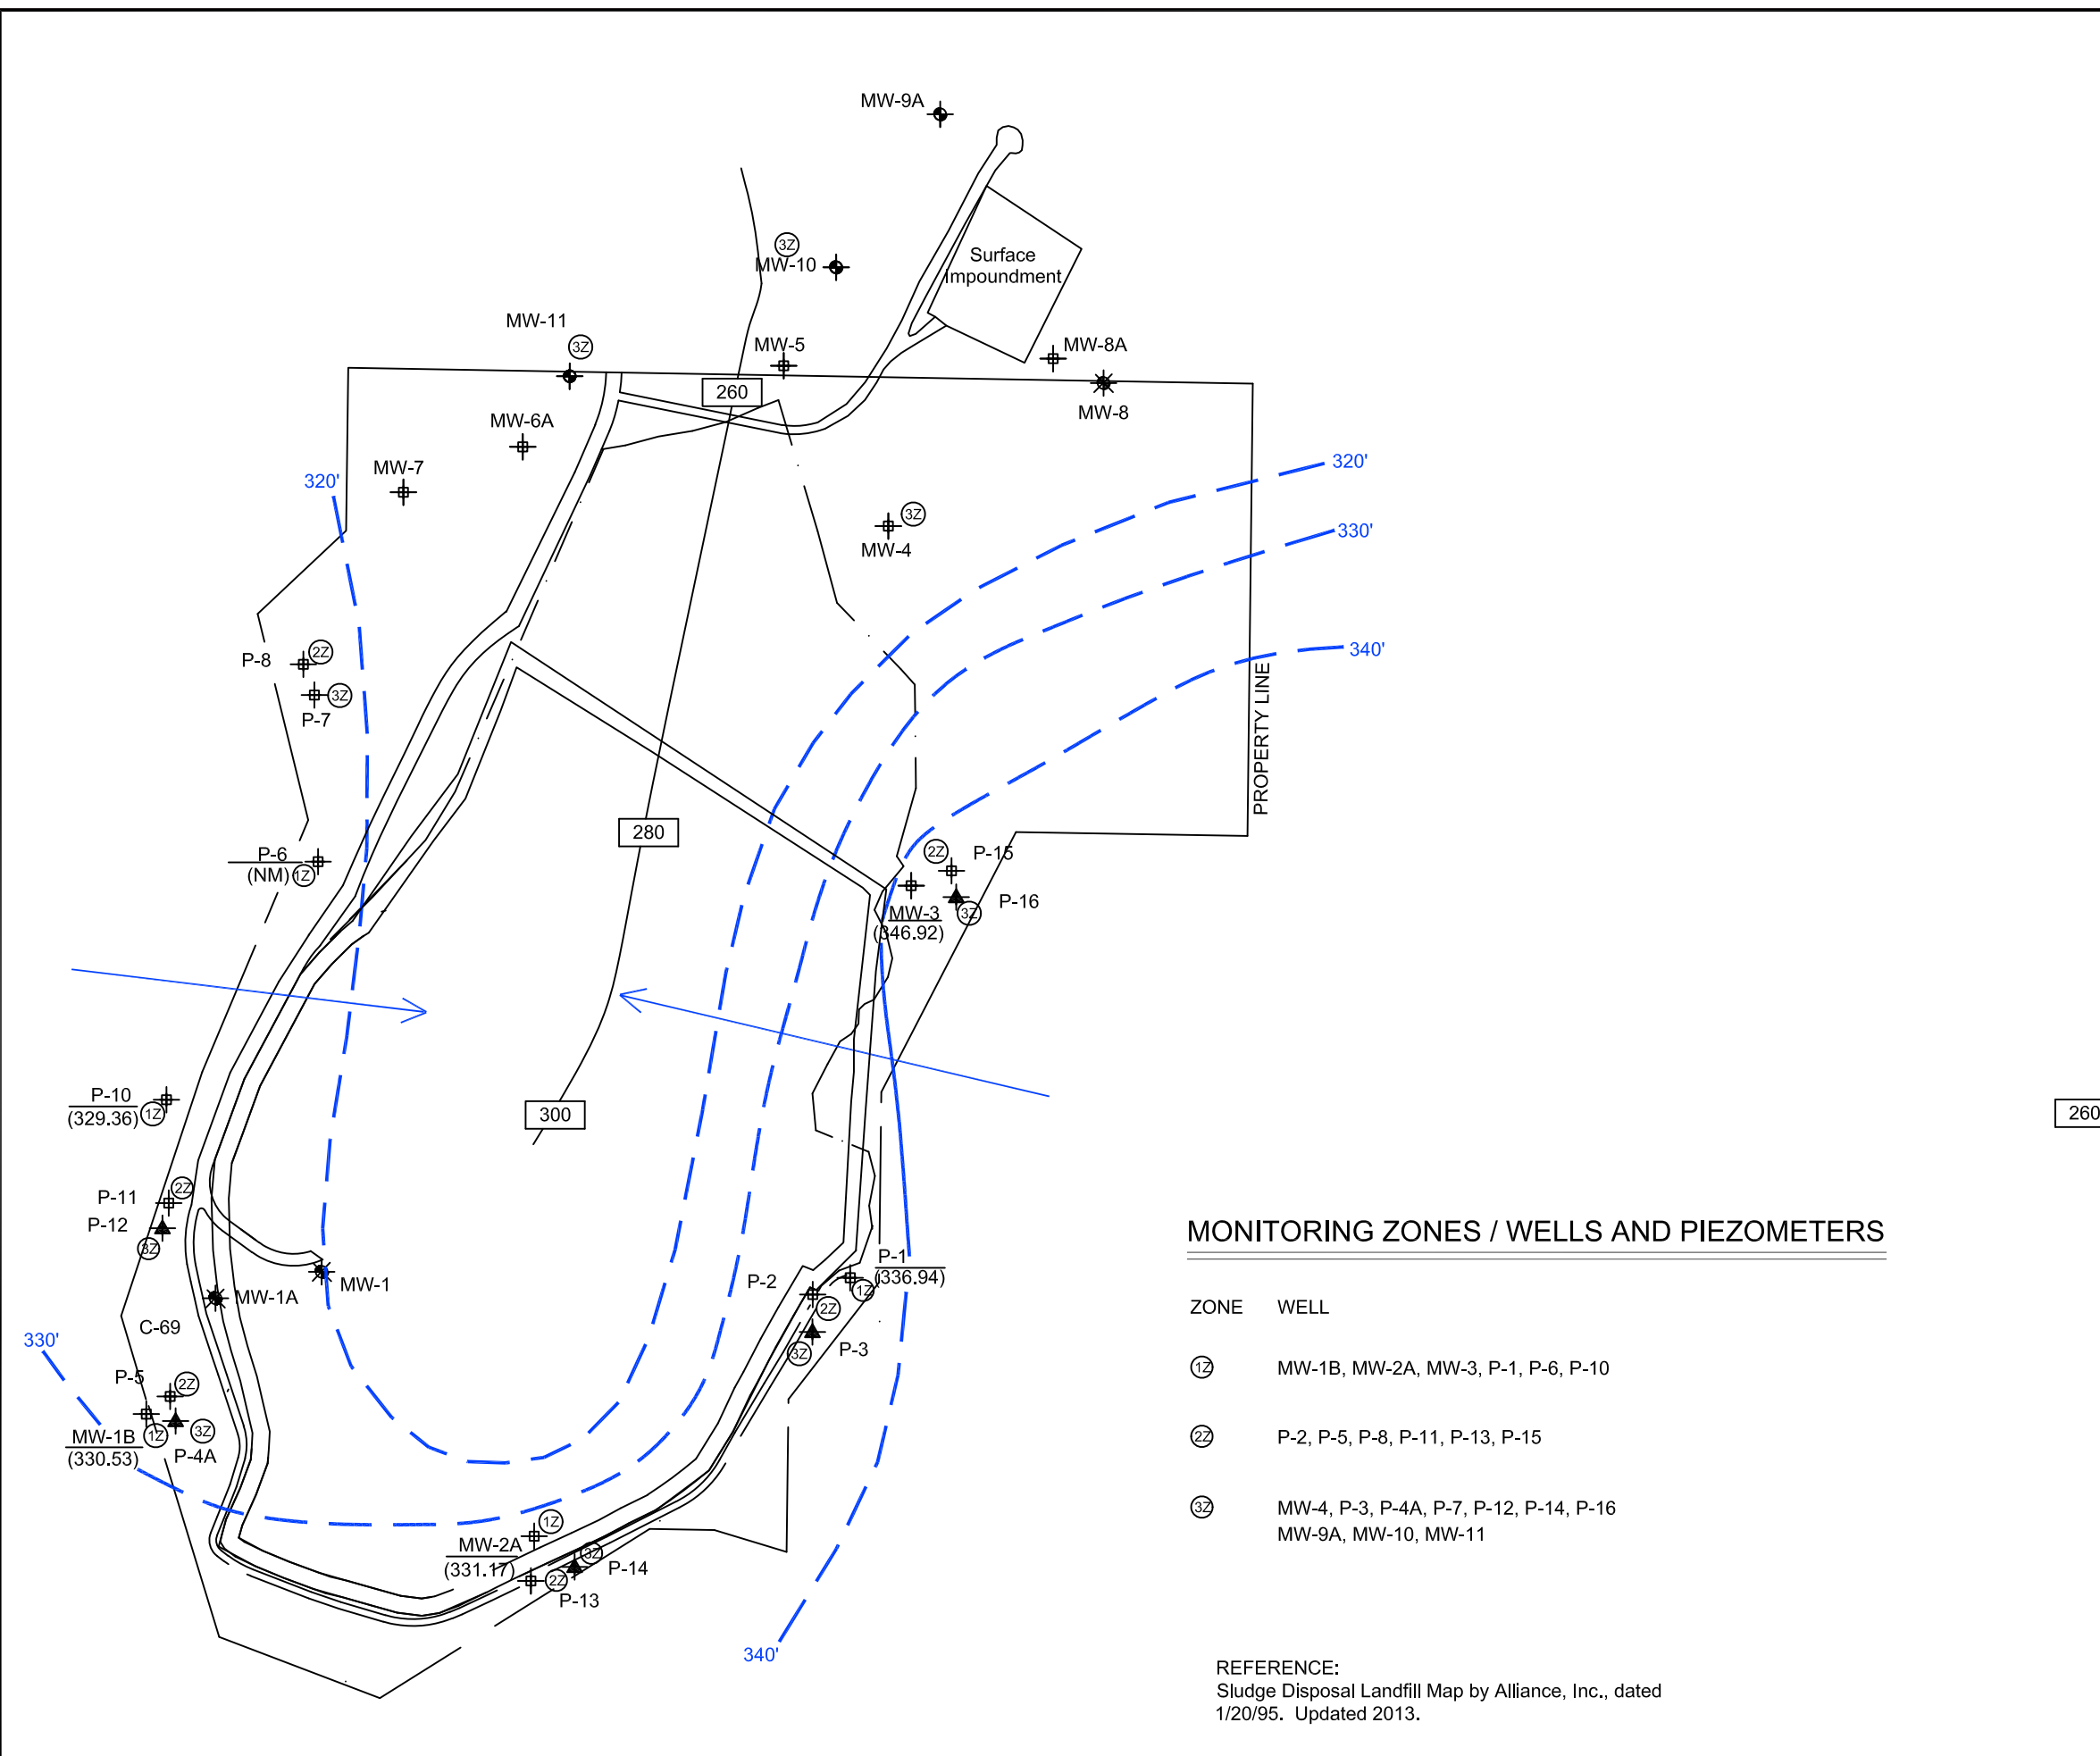 MW-9A
3Z
MW-10
Surface
Impoundment
MW-11
3Z
MW-5
MW-8A
260
MW-8
MW-6A
MW-7
320'
320'
3Z
MW-4
330'
340'
P-8
2Z
3Z
P-7
PROPERTY LINE
280
P-6
(NM)
1Z
2Z
P-15
MW-3
(346.92)
3Z
P-16
P-10
(329.36)
1Z
300
260
P-11
2Z
P-12
3Z
MW-1
MW-1A
C-69
330'
P-5
2Z
MW-1B
(330.53)
1Z
3Z
P-4A
P-1
(336.94)
1Z
P-2
2Z
3Z
P-3
1Z
MW-2A
(331.17)
3Z
P-14
2Z
P-13
340'
MONITORING ZONES / WELLS AND PIEZOMETERS
ZONE WELL
1Z MW-1B, MW-2A, MW-3, P-1, P-6, P-10
2Z P-2, P-5, P-8, P-11, P-13, P-15
3Z MW-4, P-3, P-4A, P-7, P-12, P-14, P-16
MW-9A, MW-10, MW-11
REFERENCE:
Sludge Disposal Landfill Map by Alliance, Inc., dated
1/20/95. Updated 2013.